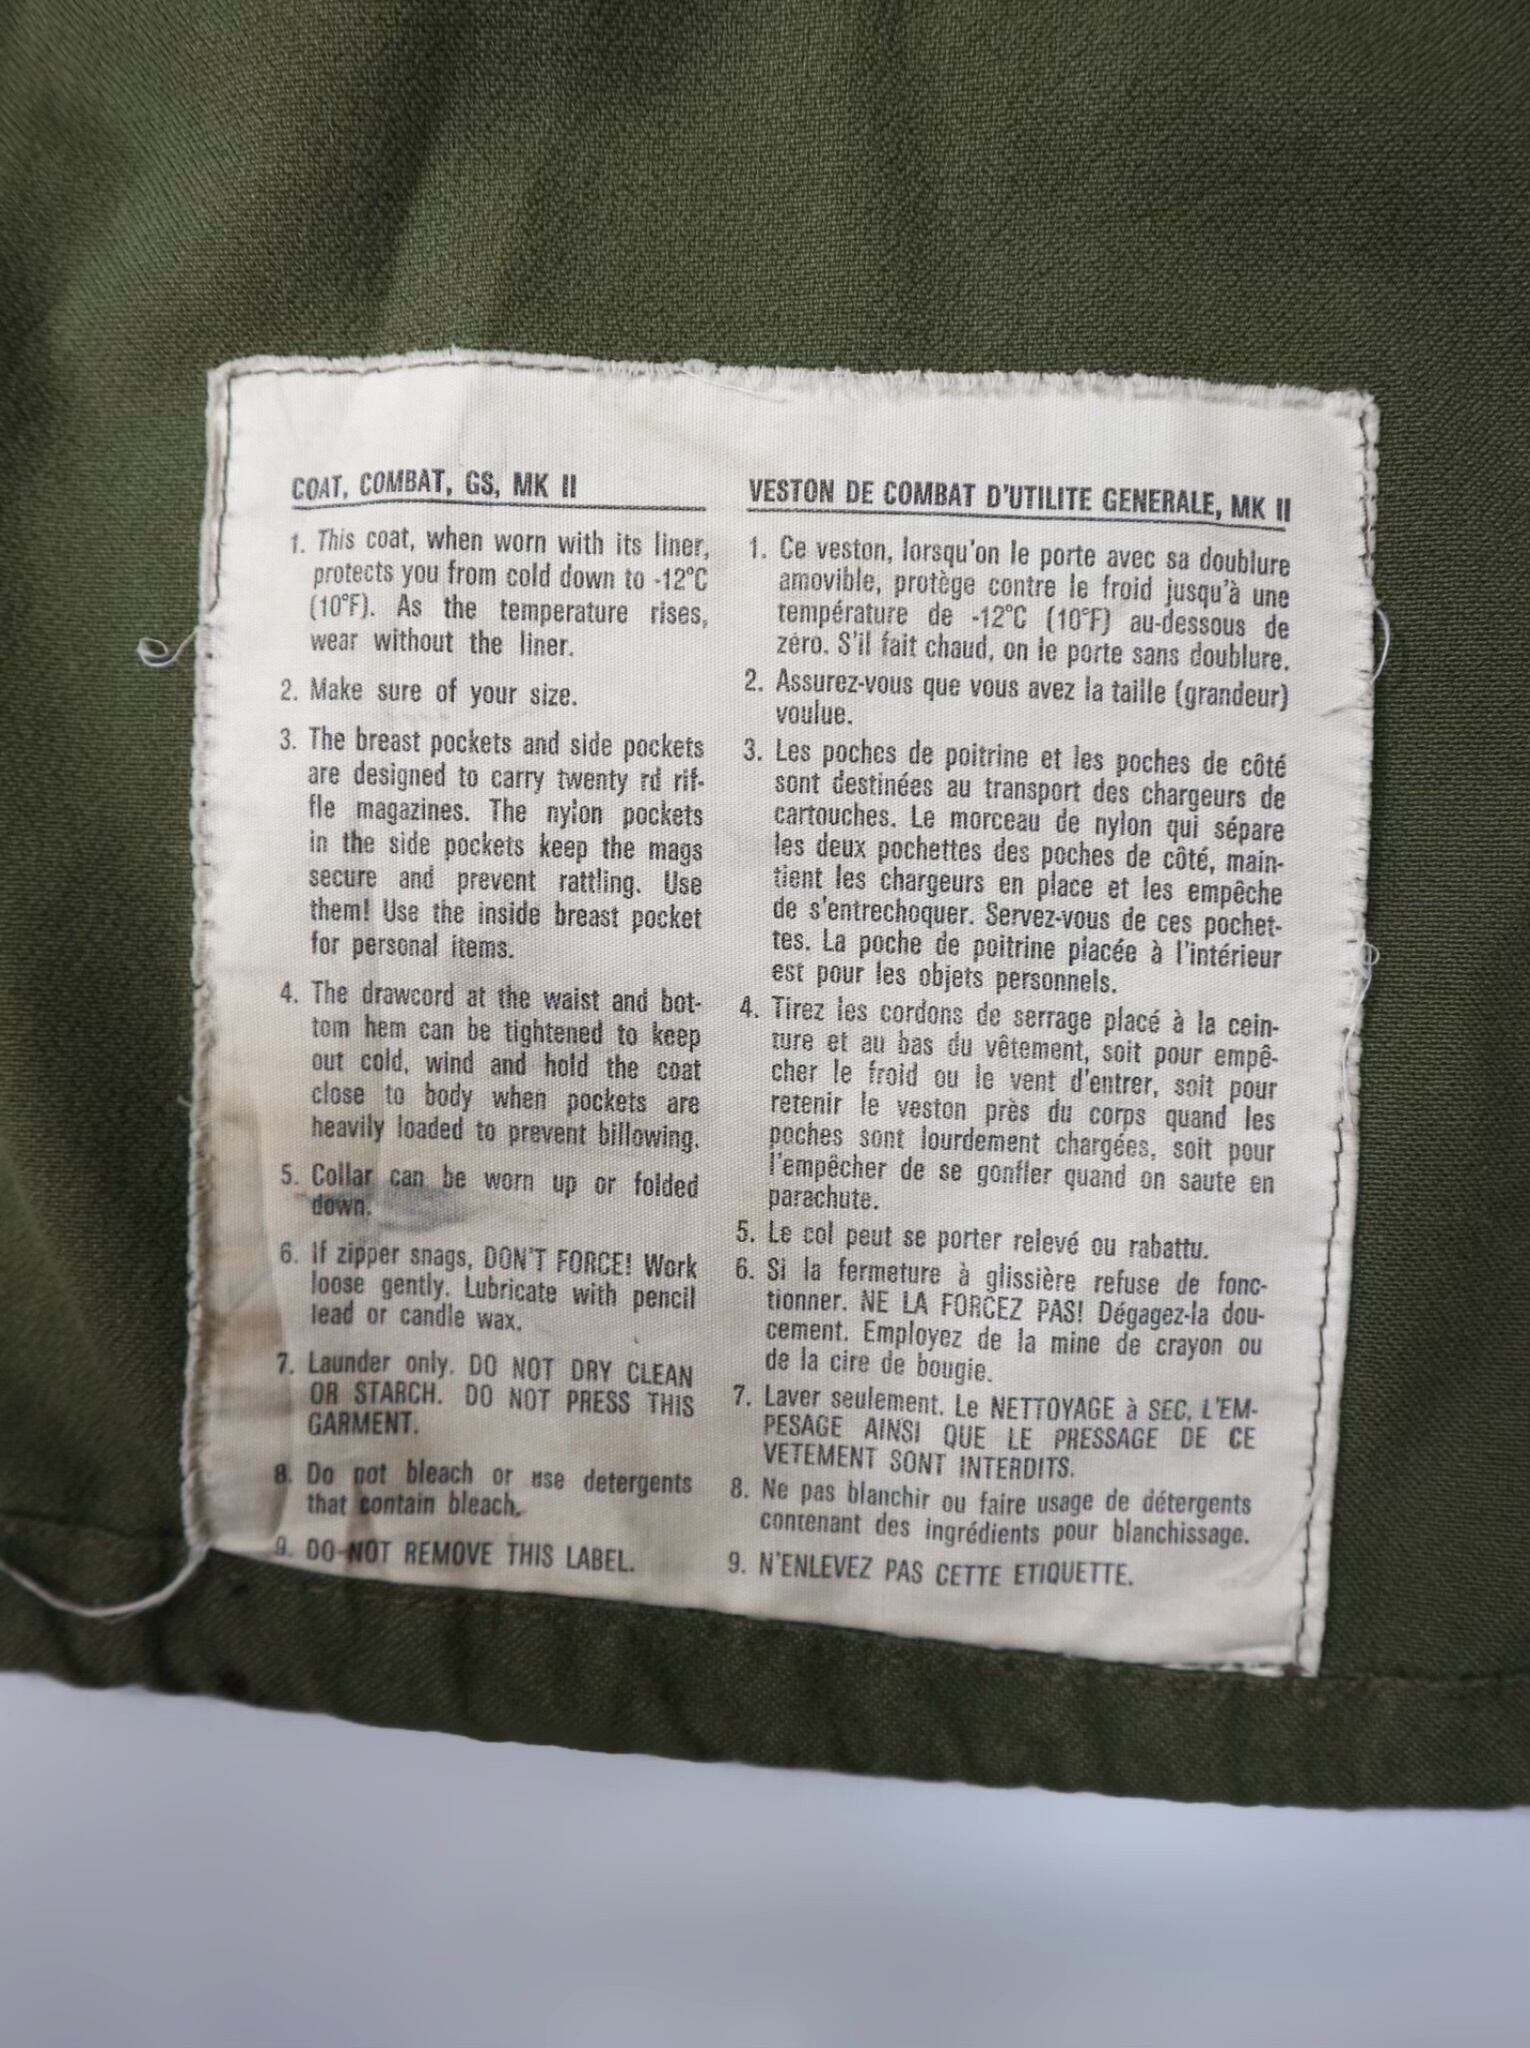 COAT, COMBAT, GS, MK II
1. This coat, when worn with its liner,
protects you from cold down to -12°C
(10°F). As the temperature rises,
wear without the liner.
2. Make sure of your size.
3. The breast pockets and side pockets
are designed to carry twenty rd rif-
fle magazines. The nylon pockets
in the side pockets keep the mags
secure and prevent rattling. Use
them! Use the inside breast pocket
for personal items.
4. The drawcord at the waist and bot-
tom hem can be tightened to keep
out cold, wind and hold the coat
close to body when pockets are
heavily loaded to prevent billowing.
5. Collar can be worn up or folded
down.
6. If zipper snags, DON'T FORCE! Work
loose gently. Lubricate with pencil
lead or candle wax.
7. Launder only. DO NOT DRY CLEAN
OR STARCH. DO NOT PRESS THIS
GARMENT.
8. Do not bleach or use detergents
that contain bleach.
9. DO NOT REMOVE THIS LABEL.
VESTON DE COMBAT D'UTILITE GENERALE, MK II
1. Ce veston, lorsqu'on le porte avec sa doublure
amovible, protège contre le froid jusqu'à une
température de -12°C (10°F) au-dessous de
zéro. S'il fait chaud, on le porte sans doublure.
2. Assurez-vous que vous avez la taille (grandeur)
voulue.
3. Les poches de poitrine et les poches de côté
sont destinées au transport des chargeurs de
cartouches. Le morceau de nylon qui sépare
les deux pochettes des poches de côté, main-
tient les chargeurs en place et les empêche
de s'entrechoquer. Servez-vous de ces pochet-
tes. La poche de poitrine placée à l'intérieur
est pour les objets personnels.
4. Tirez les cordons de serrage placé à la cein-
ture et au bas du vêtement, soit pour empê-
cher le froid ou le vent d'entrer, soit pour
retenir le veston près du corps quand les
poches sont lourdement chargées, soit pour
l'empêcher de se gonfler quand on saute en
parachute.
5. Le col peut se porter relevé ou rabattu.
6. Si la fermeture à glissière refuse de fonc-
tionner. NE LA FORCEZ PAS! Dégagez-la dou-
cement. Employez de la mine de crayon ou
de la cire de bougie.
7. Laver seulement. Le NETTOYAGE à SEC, L'EM-
PESAGE AINSI QUE LE PRESSAGE DE CE
VETEMENT SONT INTERDITS.
8. Ne pas blanchir ou faire usage de détergents
contenant des ingrédients pour blanchissage.
9. N'ENLEVEZ PAS CETTE ETIQUETTE.